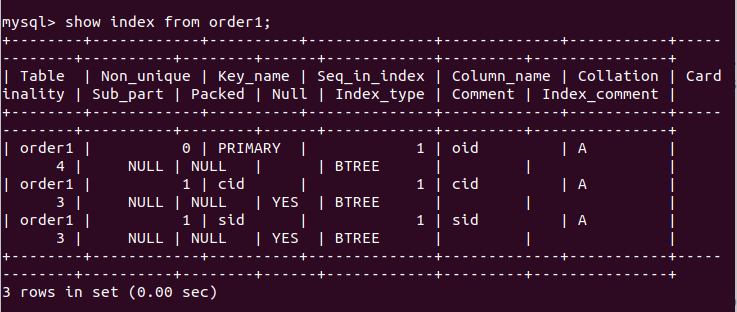 mysql> show index from order1;
+--------+------------+----------+--------------+-------------+-----------+-----
--------+----------+--------+------+------------+---------+---------------+
| Table  | Non_unique | Key_name | Seq_in_index | Column_name | Collation | Card
inality | Sub_part | Packed | Null | Index_type | Comment | Index_comment |
+--------+------------+----------+--------------+-------------+-----------+-----
--------+----------+--------+------+------------+---------+---------------+
| order1 |          0 | PRIMARY  |            1 | oid         | A         |
      4 |     NULL | NULL   |      | BTREE      |         |               |
| order1 |          1 | cid      |            1 | cid         | A         |
      3 |     NULL | NULL   | YES  | BTREE      |         |               |
| order1 |          1 | sid      |            1 | sid         | A         |
      3 |     NULL | NULL   | YES  | BTREE      |         |               |
+--------+------------+----------+--------------+-------------+-----------+-----
--------+----------+--------+------+------------+---------+---------------+
3 rows in set (0.00 sec)